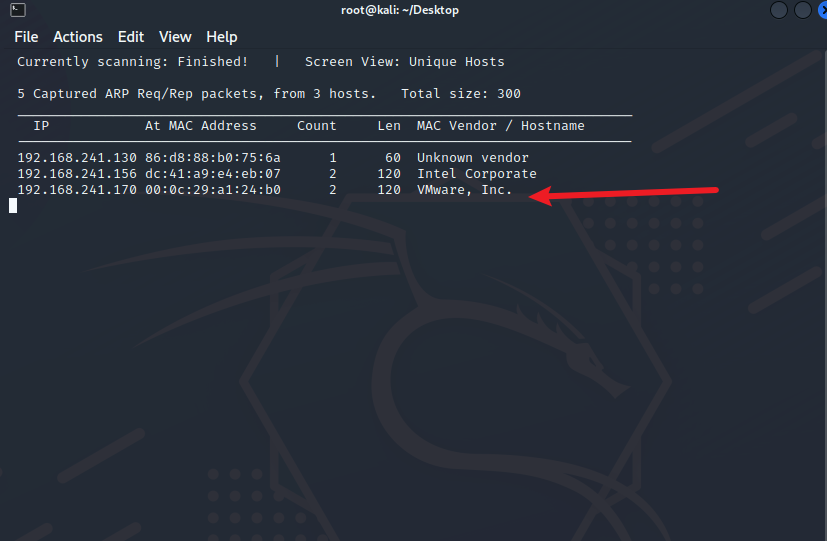 root@kali: ~/Desktop
File Actions Edit View Help
Currently scanning: Finished! | Screen View: Unique Hosts
5 Captured ARP Req/Rep packets, from 3 hosts. Total size: 300
IP At MAC Address Count Len MAC Vendor / Hostname
192.168.241.130 86:d8:88:b0:75:6a 1 60 Unknown vendor
192.168.241.156 dc:41:a9:e4:eb:07 2 120 Intel Corporate
192.168.241.170 00:0c:29:a1:24:b0 2 120 VMware, Inc.